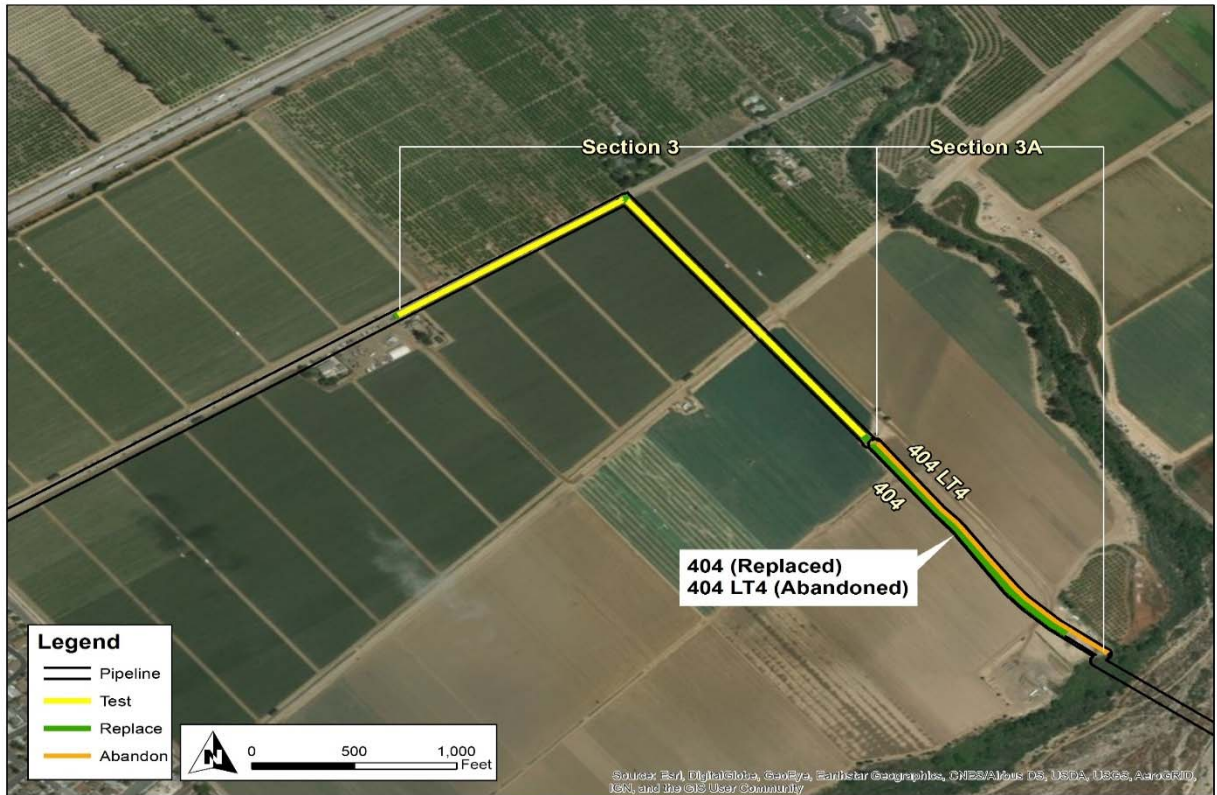 Section 3
Section 3A
404 LT4
404
404 (Replaced)
404 LT4 (Abandoned)
Legend
Pipeline
Test
Replace
Abandon
N
0 500 1,000
Feet
Source: Esri, DigitalGlobe, GeoEye, Earthstar Geographics, CNES/Airbus DS, USDA, USGS, AeroGRID,
IGN, and the GIS User Community